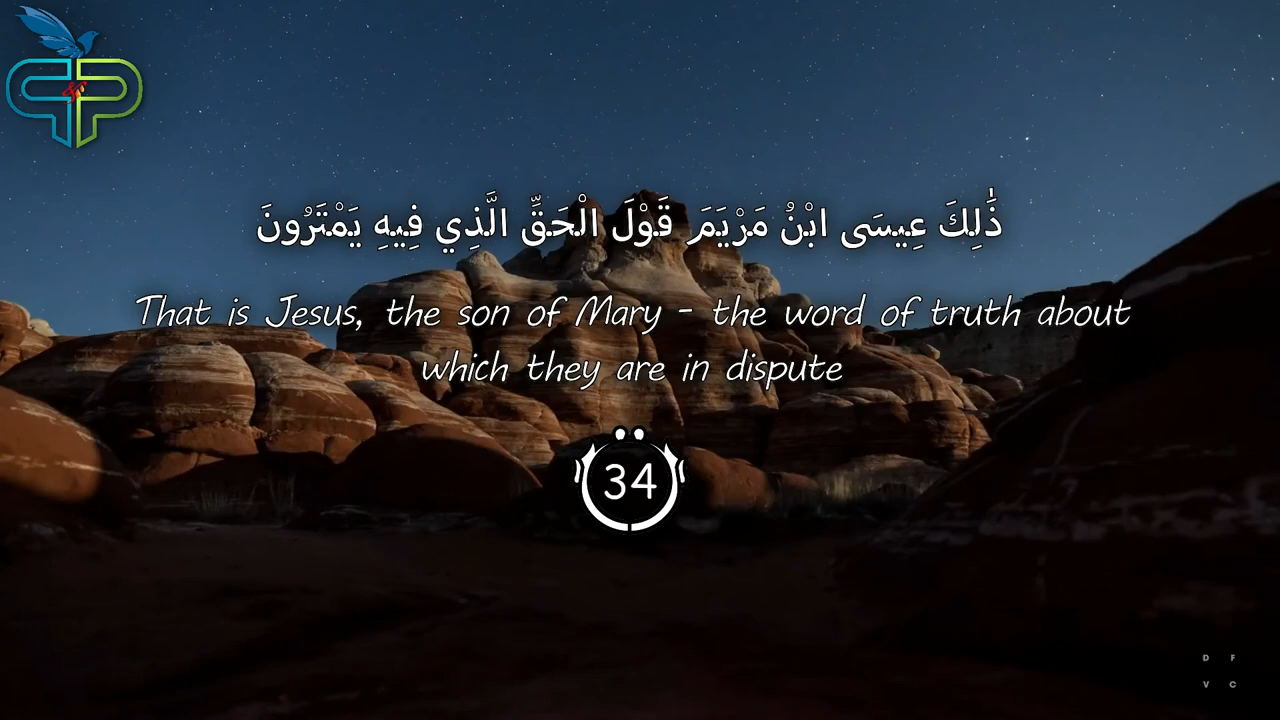 ذَٰلِكَ عِيسَى ابْنُ مَرْيَمَ قَوْلَ الْحَقِّ الَّذِي فِيهِ يَمْتَرُونَ
That is Jesus, the son of Mary - the word of truth about
which they are in dispute
34
P&P
D F
V C